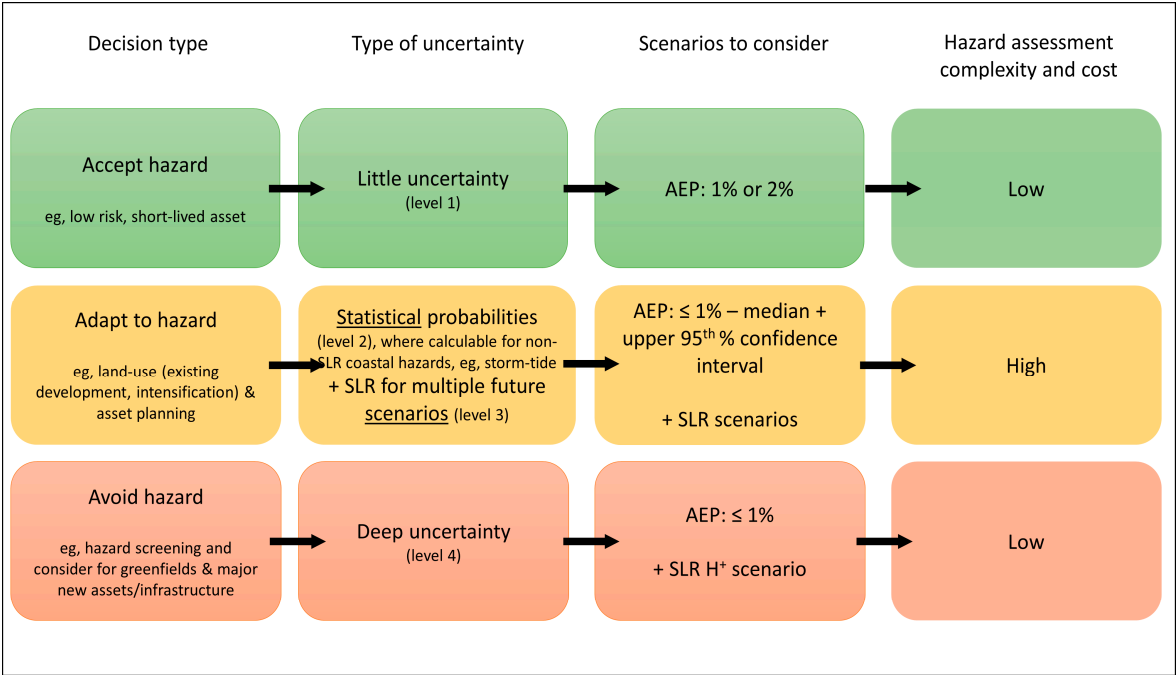 Decision type
Type of uncertainty
Scenarios to consider
Hazard assessment
complexity and cost
Accept hazard
eg, low risk, short-lived asset
Little uncertainty
(level 1)
AEP: 1% or 2%
Low
Adapt to hazard
eg, land-use (existing
development, intensification) &
asset planning
Statistical probabilities
(level 2), where calculable for non-
SLR coastal hazards, eg, storm-tide
+ SLR for multiple future
scenarios (level 3)
AEP: ≤ 1% – median +
upper 95th % confidence
interval
+ SLR scenarios
High
Avoid hazard
eg, hazard screening and
consider for greenfields & major
new assets/infrastructure
Deep uncertainty
(level 4)
AEP: ≤ 1%
+ SLR H+ scenario
Low